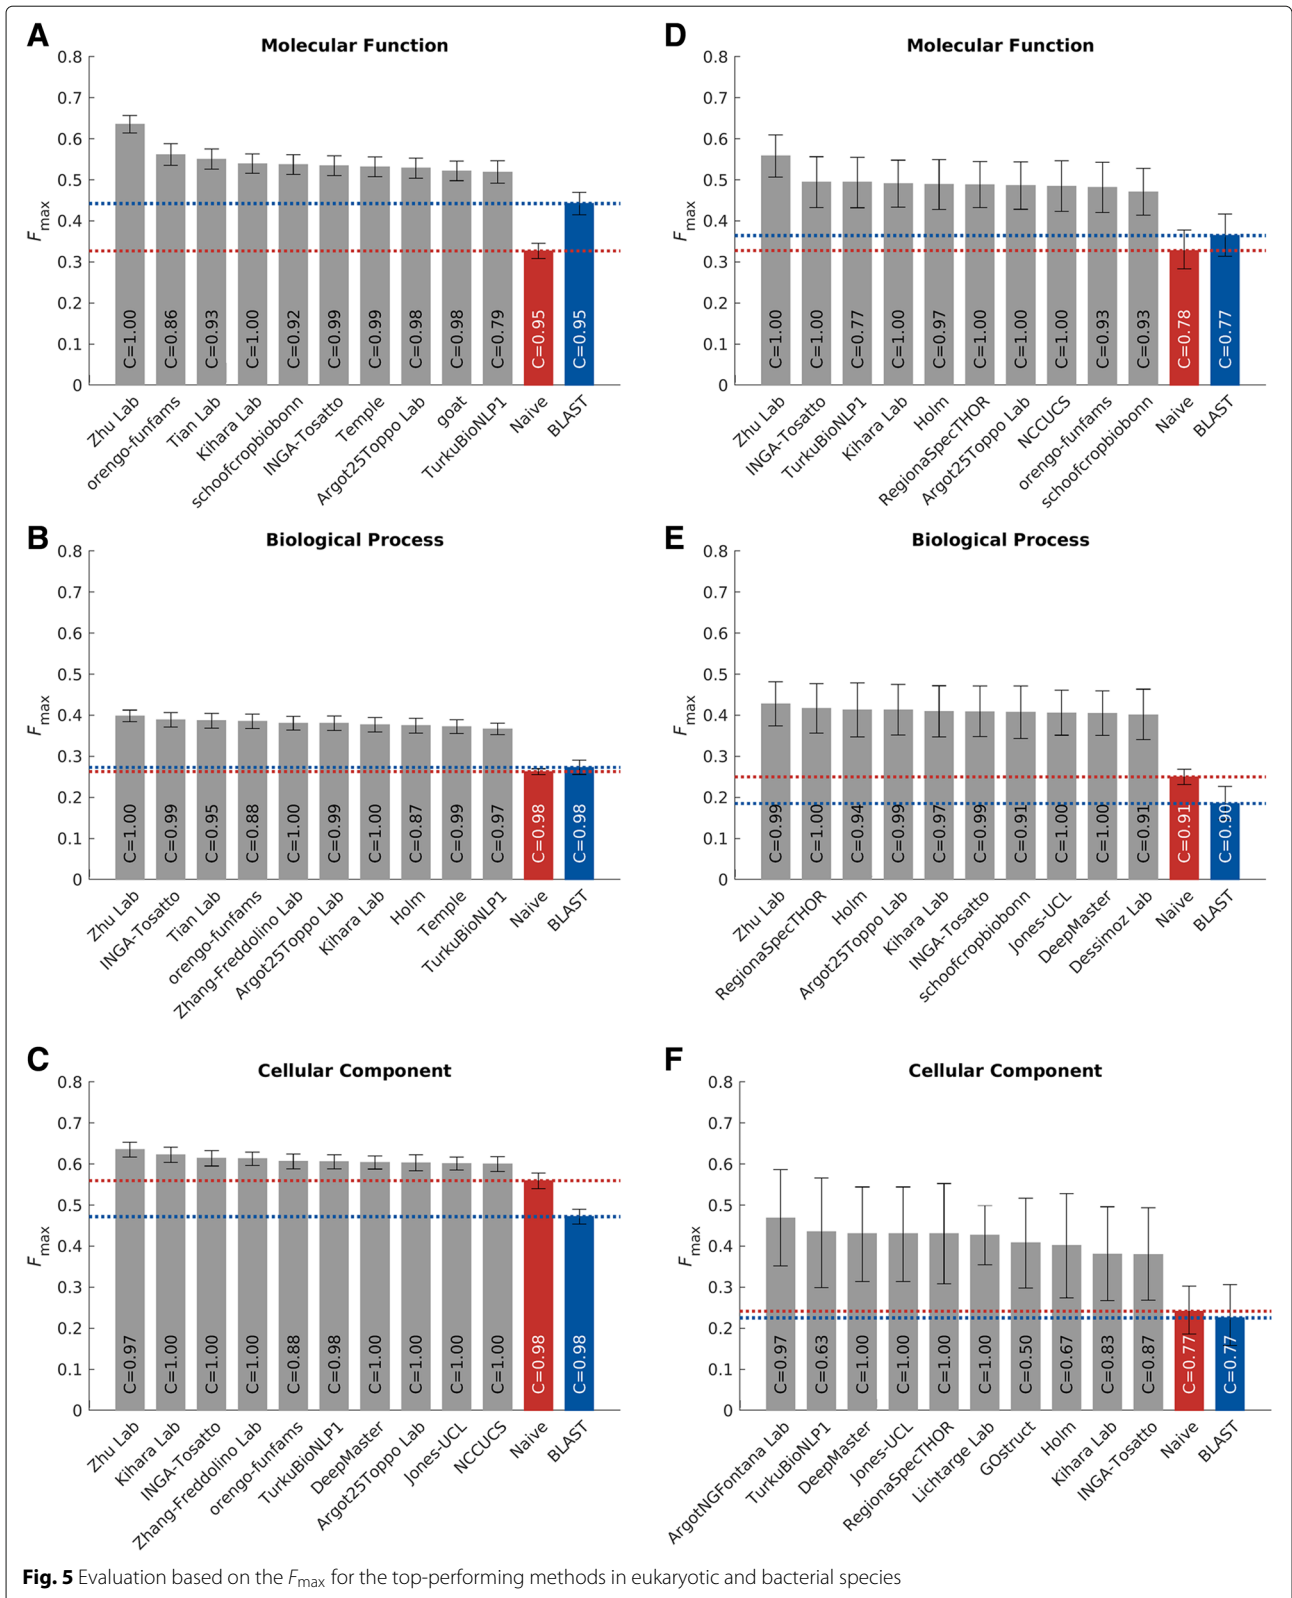 A
Molecular Function
0.8
0.7
0.6
0.5
0.4
0.3
0.2
0.1
0
Fmax
C=1.00
C=0.86
C=0.93
C=1.00
C=0.92
C=0.99
C=0.99
C=0.98
C=0.98
C=0.79
C=0.95
C=0.95
Zhu Lab
orengo-funfams
Tian Lab
Kihara Lab
schoofcropbiobonn
INGA-Tosatto
Temple
Argot25Toppo Lab
goat
TurkuBioNLP1
Naive
BLAST
D
Molecular Function
0.8
0.7
0.6
0.5
0.4
0.3
0.2
0.1
0
Fmax
C=1.00
C=1.00
C=0.77
C=1.00
C=0.97
C=1.00
C=1.00
C=1.00
C=0.93
C=0.93
C=0.78
C=0.77
Zhu Lab
INGA-Tosatto
TurkuBioNLP1
Kihara Lab
Holm
RegionaSpecTHOR
Argot25Toppo Lab
NCCUCS
orengo-funfams
schoofcropbiobonn
Naive
BLAST
B
Biological Process
0.8
0.7
0.6
0.5
0.4
0.3
0.2
0.1
0
Fmax
C=1.00
C=0.99
C=0.95
C=0.88
C=1.00
C=0.99
C=1.00
C=0.87
C=0.99
C=0.97
C=0.98
C=0.98
Zhu Lab
INGA-Tosatto
Tian Lab
orengo-funfams
Zhang-Freddolino Lab
Argot25Toppo Lab
Kihara Lab
Holm
Temple
TurkuBioNLP1
Naive
BLAST
E
Biological Process
0.8
0.7
0.6
0.5
0.4
0.3
0.2
0.1
0
Fmax
C=0.99
C=1.00
C=0.94
C=0.99
C=0.97
C=0.99
C=0.91
C=1.00
C=1.00
C=0.91
C=0.91
C=0.90
Zhu Lab
RegionaSpecTHOR
Holm
Argot25Toppo Lab
Kihara Lab
INGA-Tosatto
schoofcropbiobonn
Jones-UCL
DeepMaster
Dessimoz Lab
Naive
BLAST
C
Cellular Component
0.8
0.7
0.6
0.5
0.4
0.3
0.2
0.1
0
Fmax
C=0.97
C=1.00
C=1.00
C=0.98
C=0.88
C=0.98
C=1.00
C=1.00
C=1.00
C=1.00
C=0.98
C=0.98
Zhu Lab
Kihara Lab
INGA-Tosatto
Zhang-Freddolino Lab
orengo-funfams
TurkuBioNLP1
DeepMaster
Argot25Toppo Lab
Jones-UCL
NCCUCS
Naive
BLAST
F
Cellular Component
0.8
0.7
0.6
0.5
0.4
0.3
0.2
0.1
0
Fmax
C=0.97
C=0.63
C=1.00
C=1.00
C=1.00
C=1.00
C=0.50
C=0.67
C=0.83
C=0.87
C=0.77
C=0.77
ArgotNGFontana Lab
TurkuBioNLP1
DeepMaster
Jones-UCL
RegionaSpecTHOR
Lichtarge Lab
GOstruct
Holm
Kihara Lab
INGA-Tosatto
Naive
BLAST
Fig. 5 Evaluation based on the Fmax for the top-performing methods in eukaryotic and bacterial species